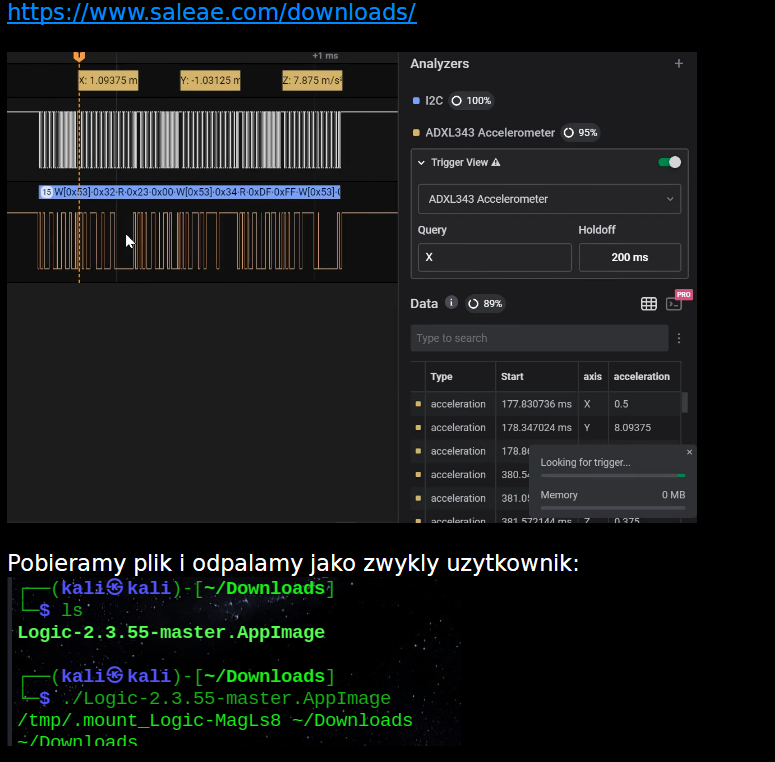 https://www.saleae.com/downloads/
+1 ms
X: 1.09375 m
Y: -1.03125 m
Z: 7.875 m/s²
15 W[0x53]-0x32-R-0x23-0x00-W[0x53]-0x34-R-0xDF-0xFF-W[0x53]-
Analyzers +
I2C 100%
ADXL343 Accelerometer 95%
Trigger View
ADXL343 Accelerometer
Query Holdoff
X 200 ms
Data 89% PRO
Type to search
Type Start axis acceleration
acceleration 177.830736 ms X 0.5
acceleration 178.347024 ms Y 8.09375
acceleration 178.86
acceleration 380.54
acceleration 381.05
acceleration 381.572144 ms Z 0.375
Looking for trigger...
Memory 0 MB
Pobieramy plik i odpalamy jako zwykly uzytkownik:
┌──(kali㉿kali)-[~/Downloads]
└─$ ls
Logic-2.3.55-master.AppImage
┌──(kali㉿kali)-[~/Downloads]
└─$ ./Logic-2.3.55-master.AppImage
/tmp/.mount_Logic-MagLs8 ~/Downloads
~/Downloads